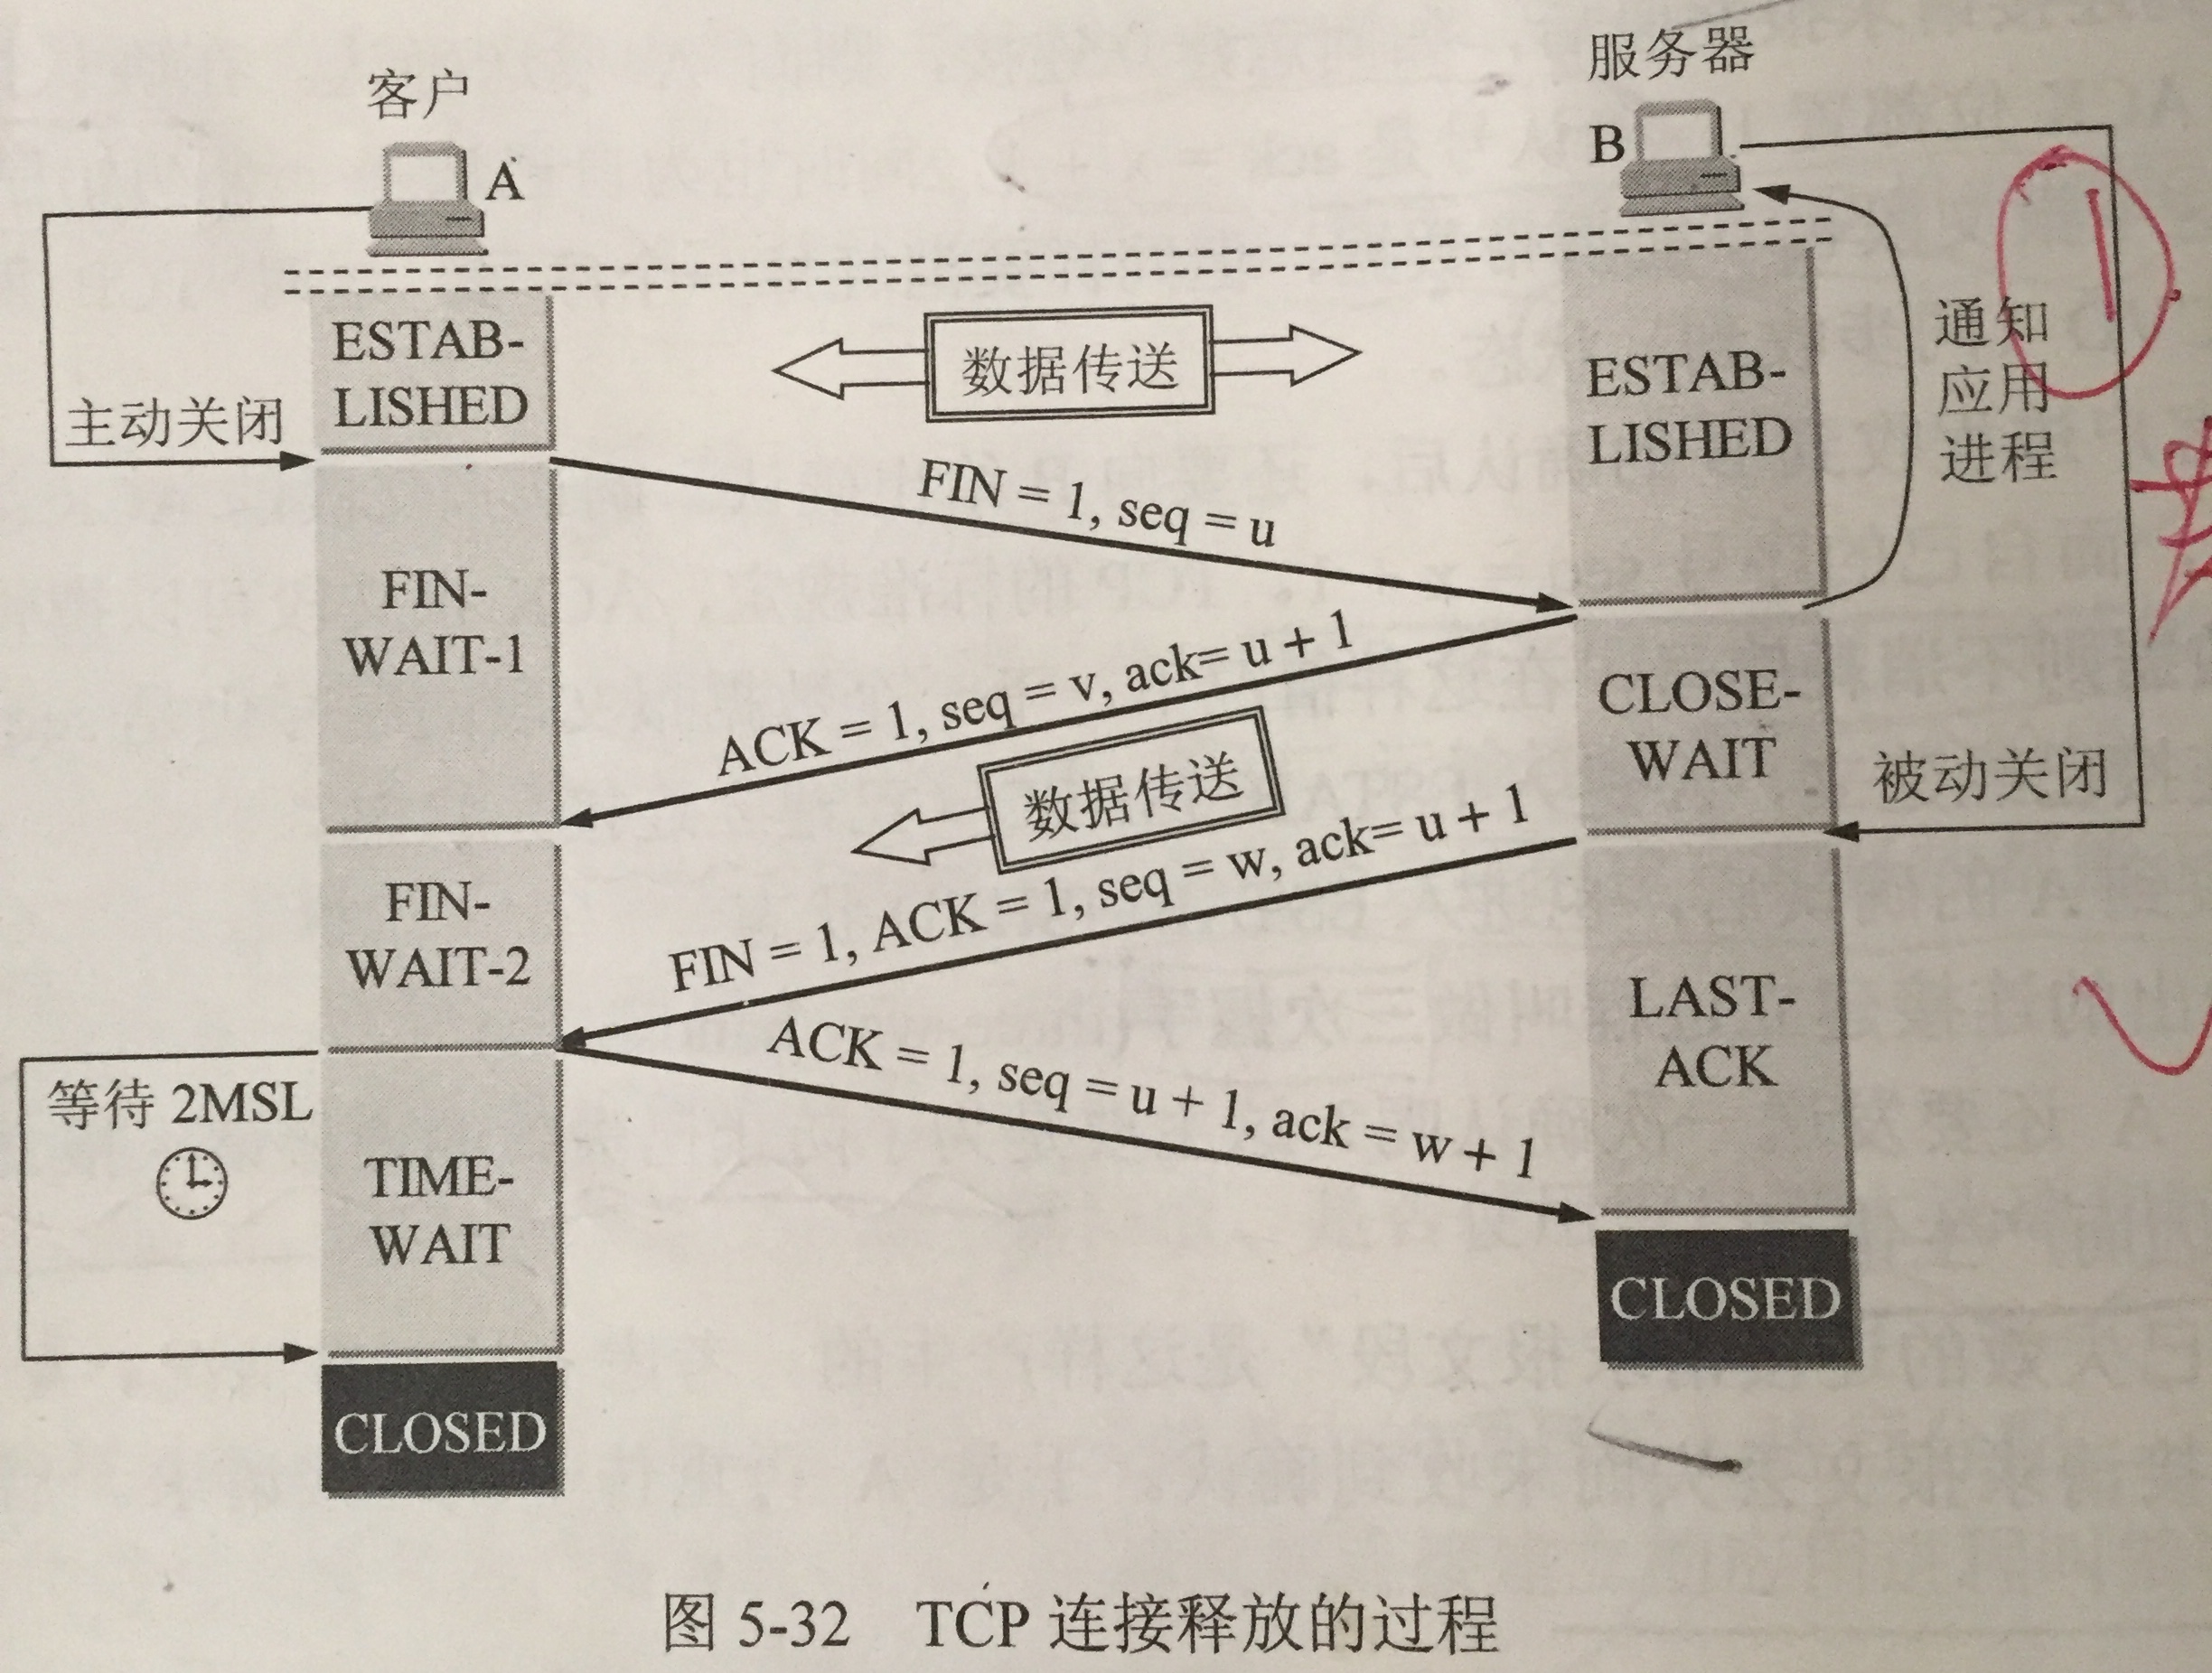 客户
服务器
A
B
ESTAB-
LISHED
主动关闭
数据传送
ESTAB-
LISHED
通知
应用
进程
FIN = 1, seq = u
FIN-
WAIT-1
ACK = 1, seq = v, ack= u + 1
CLOSE-
WAIT
被动关闭
数据传送
FIN-
WAIT-2
FIN = 1, ACK = 1, seq = w, ack= u + 1
LAST-
ACK
等待 2MSL
ACK = 1, seq = u + 1, ack = w + 1
TIME-
WAIT
CLOSED
CLOSED
图 5-32 TCP 连接释放的过程